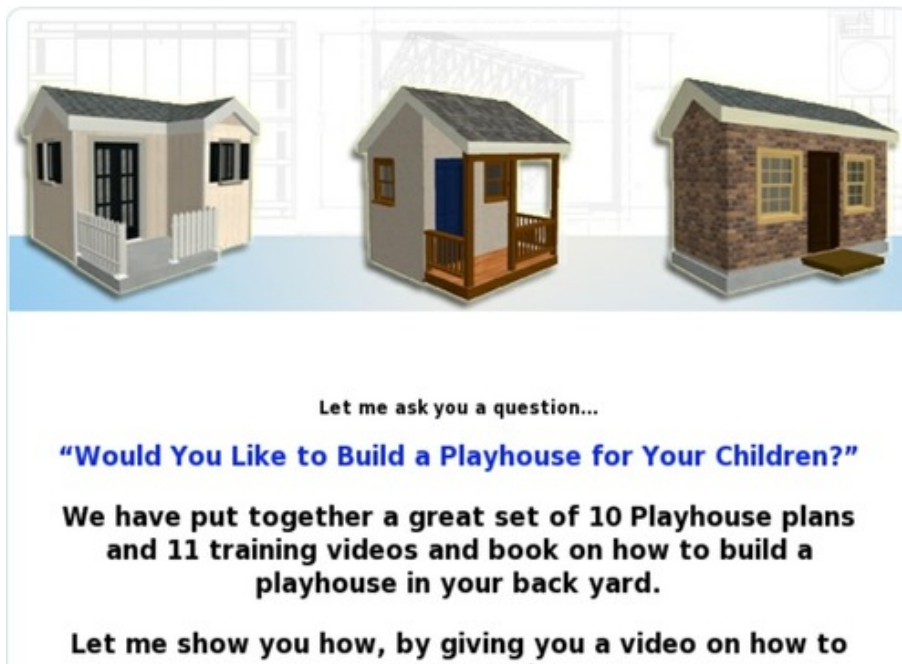 Let me ask you a question...
“Would You Like to Build a Playhouse for Your Children?”
We have put together a great set of 10 Playhouse plans
and 11 training videos and book on how to build a
playhouse in your back yard.
Let me show you how, by giving you a video on how to